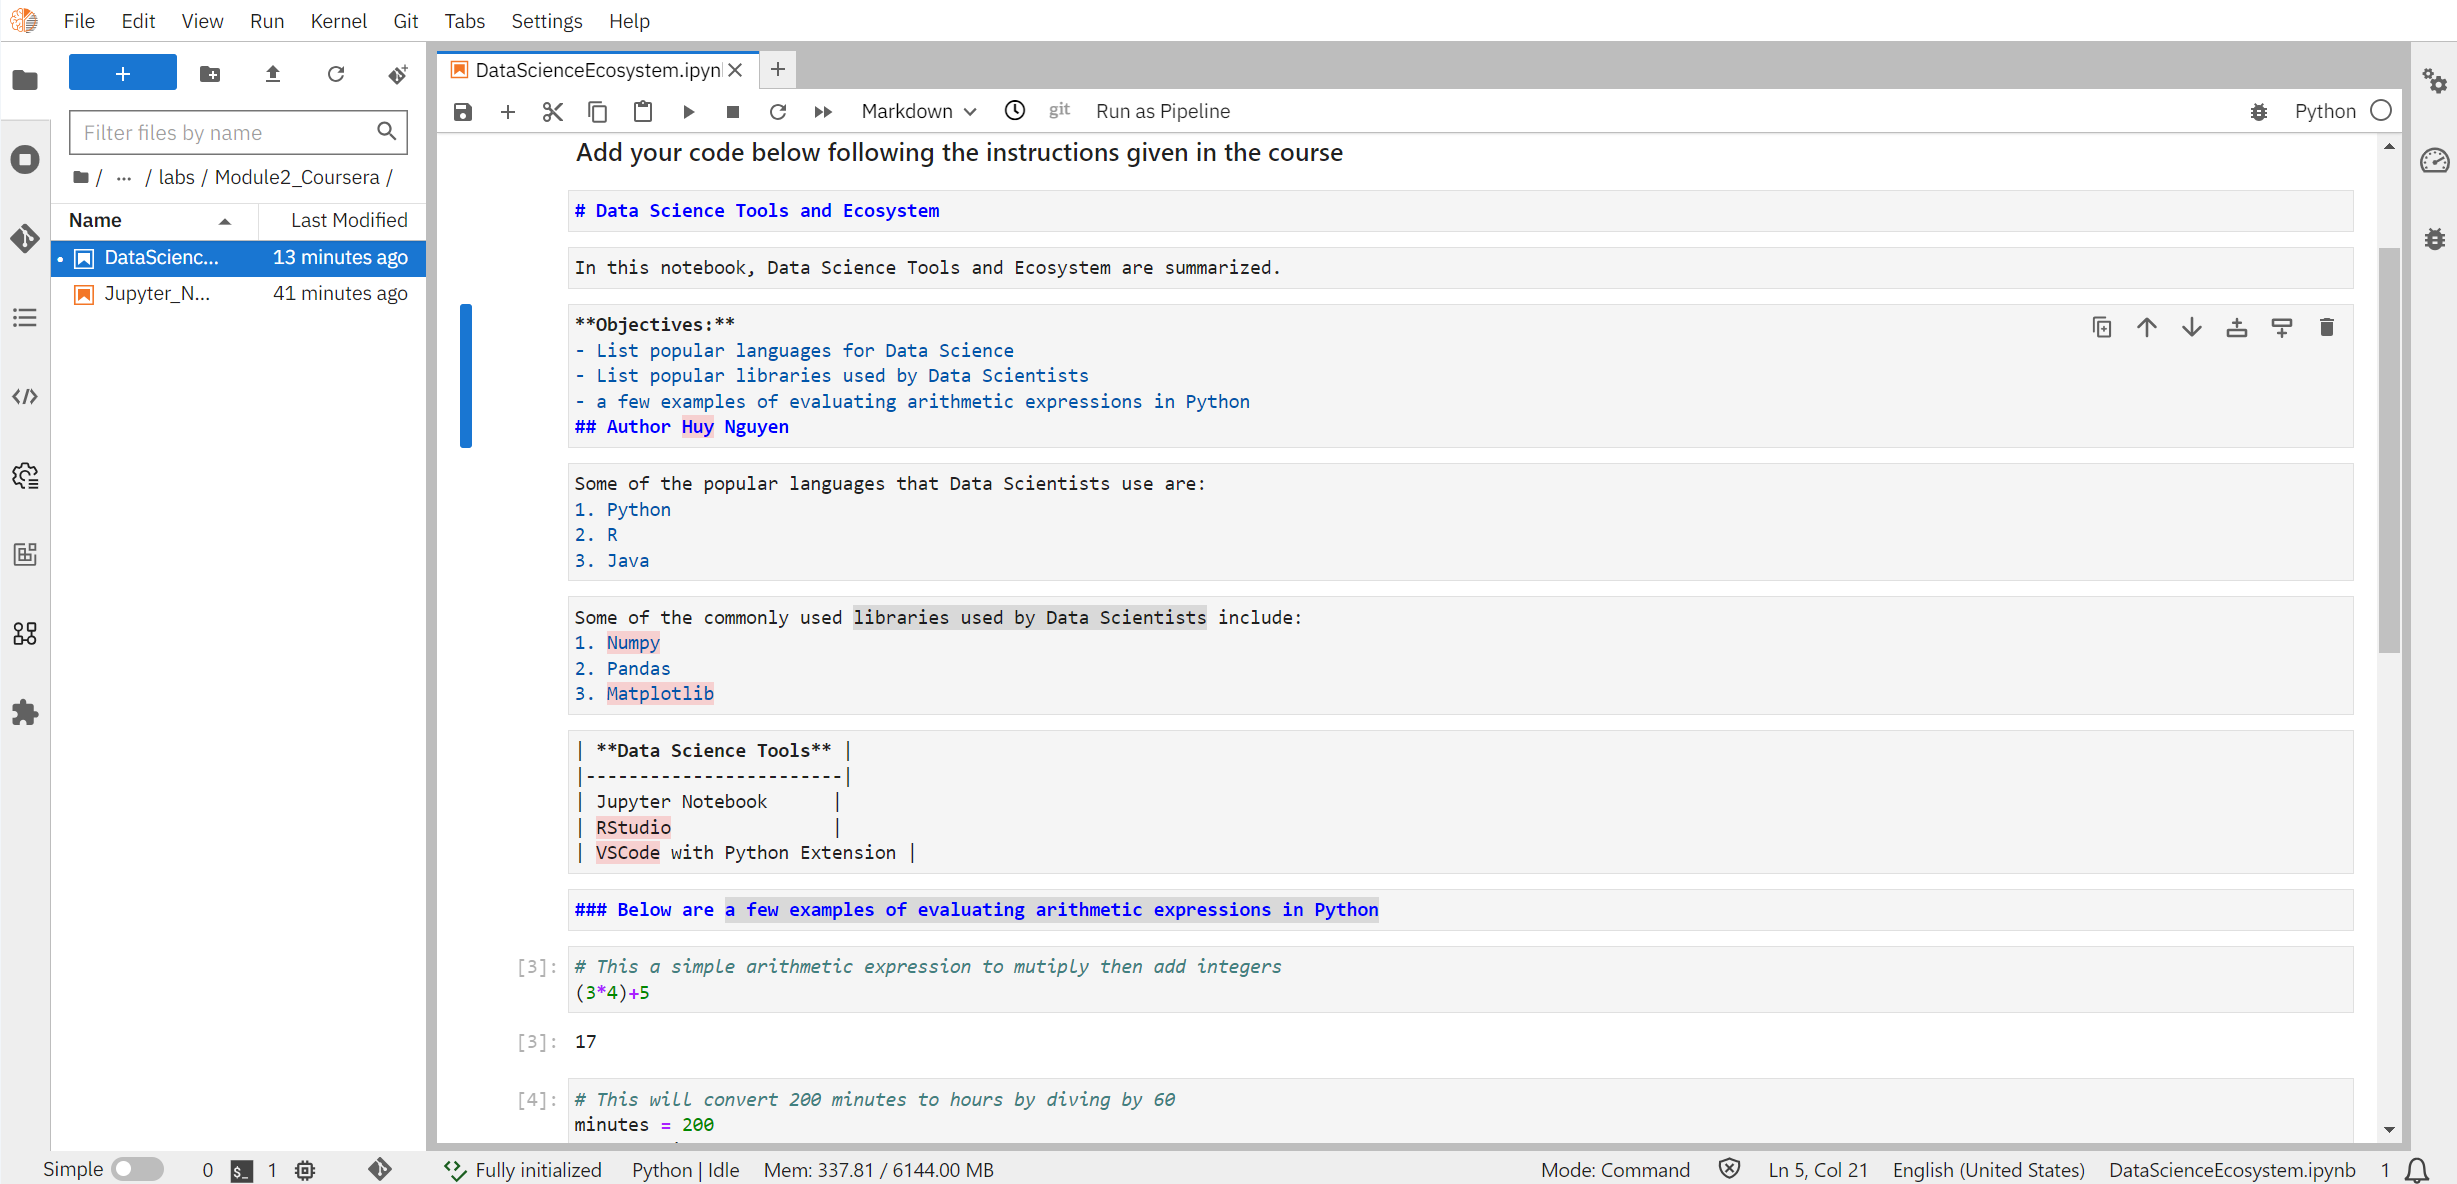 File Edit View Run Kernel Git Tabs Settings Help
+
Filter files by name
/ ... / labs / Module2_Coursera /
Name Last Modified
DataScienc... 13 minutes ago
Jupyter_N... 41 minutes ago
DataScienceEcosystem.ipyn
Markdown git Run as Pipeline Python
Add your code below following the instructions given in the course
# Data Science Tools and Ecosystem
In this notebook, Data Science Tools and Ecosystem are summarized.
**Objectives:**
- List popular languages for Data Science
- List popular libraries used by Data Scientists
- a few examples of evaluating arithmetic expressions in Python
## Author Huy Nguyen
Some of the popular languages that Data Scientists use are:
1. Python
2. R
3. Java
Some of the commonly used libraries used by Data Scientists include:
1. Numpy
2. Pandas
3. Matplotlib
| **Data Science Tools** |
|------------------------|
| Jupyter Notebook |
| RStudio |
| VSCode with Python Extension |
### Below are a few examples of evaluating arithmetic expressions in Python
[3]: # This a simple arithmetic expression to mutiply then add integers
(3*4)+5
[3]: 17
[4]: # This will convert 200 minutes to hours by diving by 60
minutes = 200
Simple 0 $_ 1 Fully initialized Python | Idle Mem: 337.81 / 6144.00 MB Mode: Command Ln 5, Col 21 English (United States) DataScienceEcosystem.ipynb 1